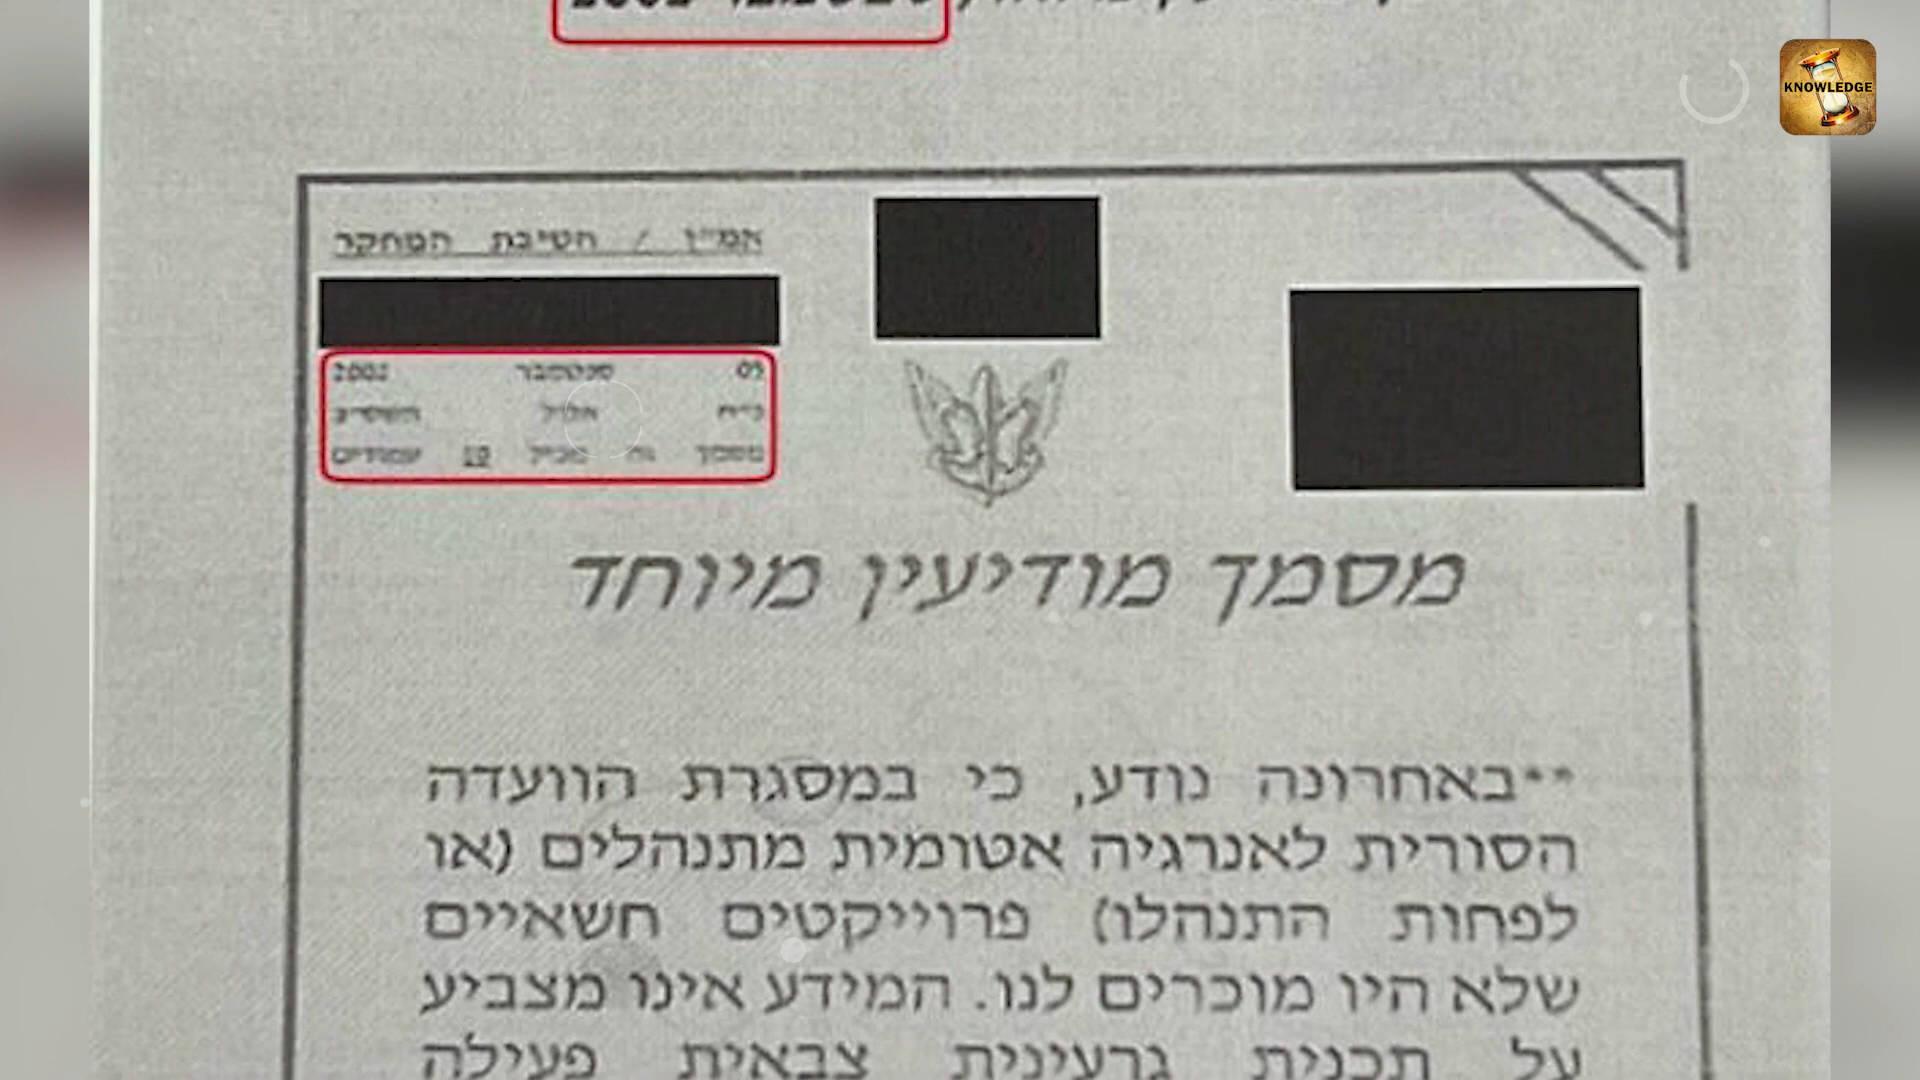 KNOWLEDGE
אמ"ן / חטיבת המחקר
05 ספטמבר 2002
כ"ח אלול
מסמך זה מכיל 10 עמודים
מסמך מודיעין מיוחד
**באחרונה נודע, כי במסגרת הוועדה
הסורית לאנרגיה אטומית מתנהלים (או
לפחות התנהלו) פרוייקטים חשאיים
שלא היו מוכרים לנו. המידע אינו מצביע
על תכנית גרעינית צבאית פעילה